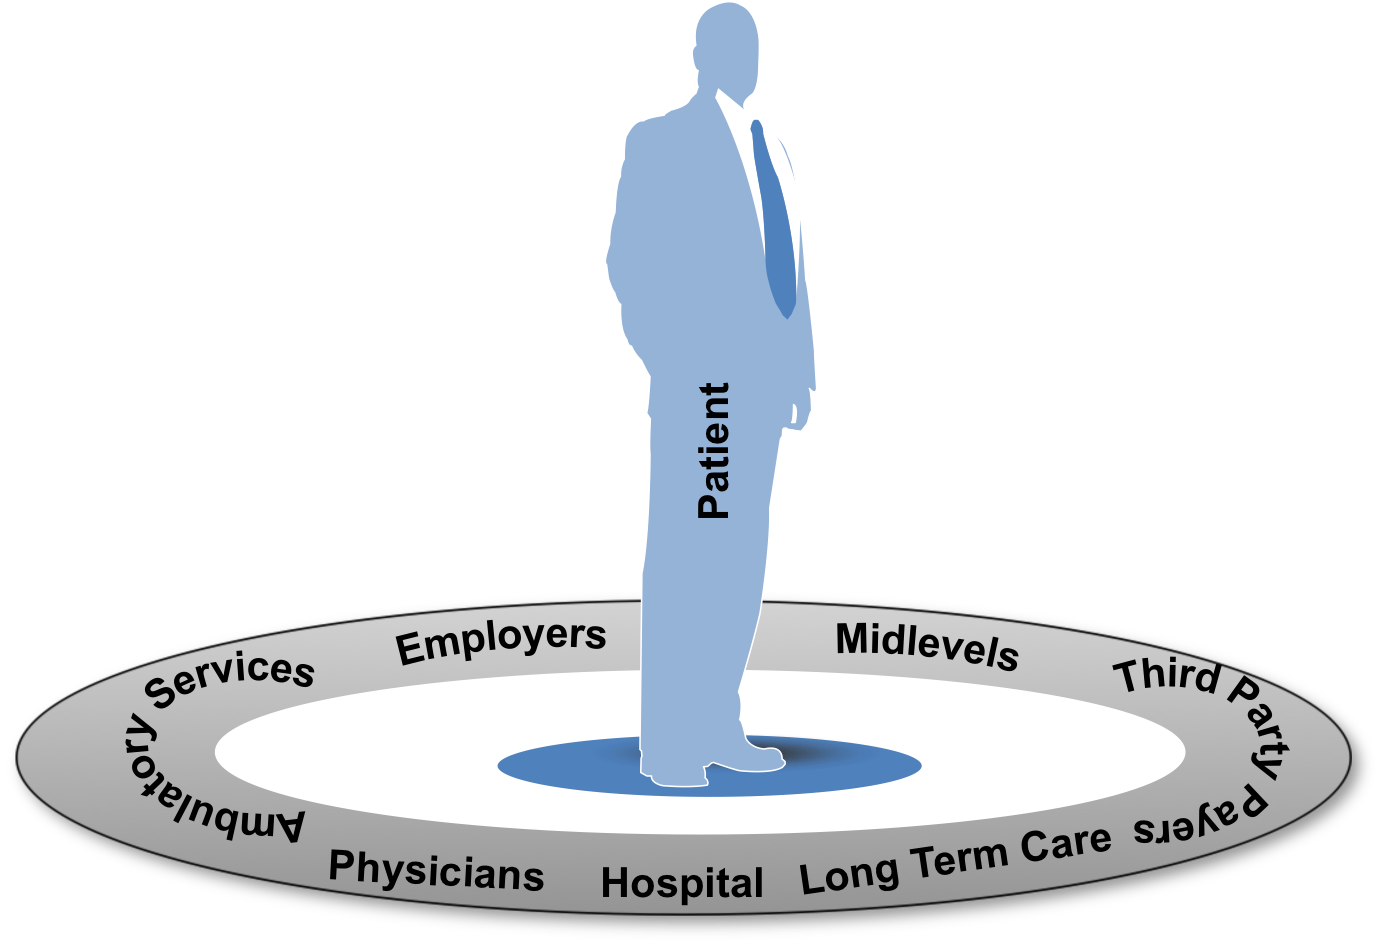 Patient
Employers
Midlevels
Third Party Payers
Long Term Care
Hospital
Physicians
Ambulatory Services